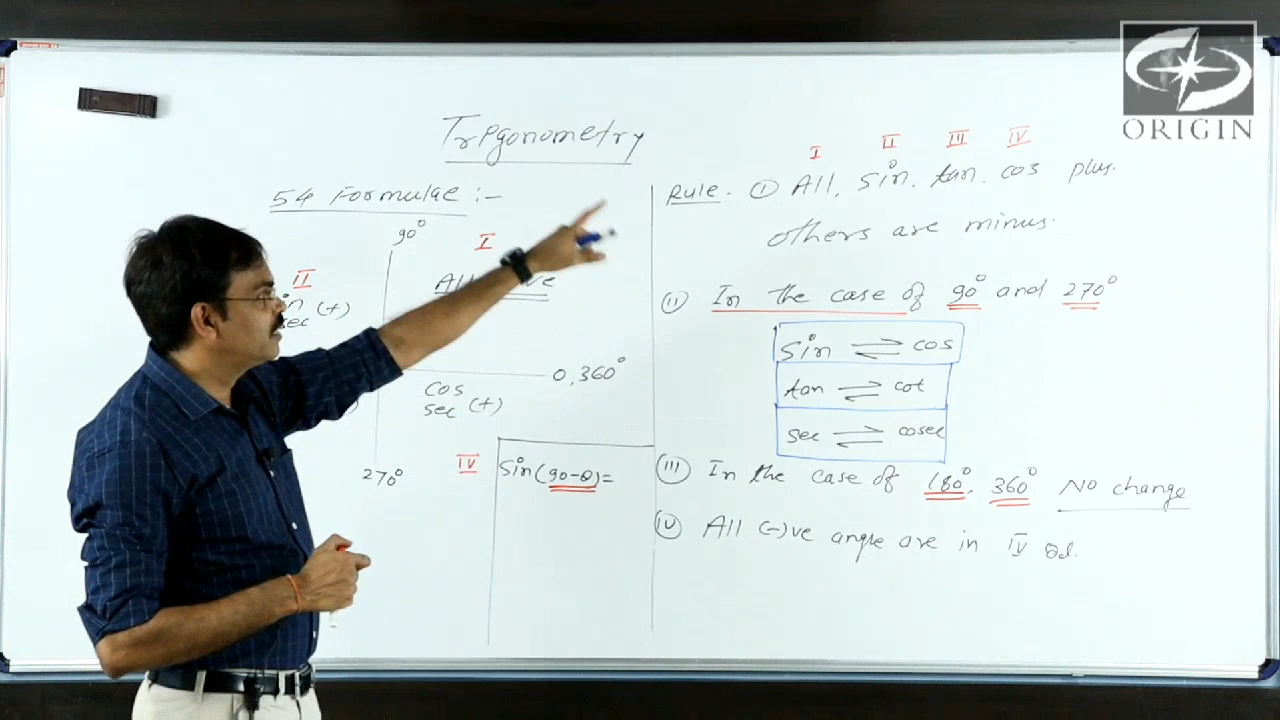 ORIGIN
Trigonometry
54 Formulae :-
90°
I
II
sec (+)
All
ve
0,360°
cos
sec (+)
270°
IV
sin(90-θ)=
I II III IV
Rule. (I) All, sin, tan, cos plus.
others are minus.
(II) In the case of 90° and 270°
sin ⇌ cos
tan ⇌ cot
sec ⇌ cosec
(III) In the case of 180°, 360° No change
(IV) All (-)ve angle are in IV Qd.